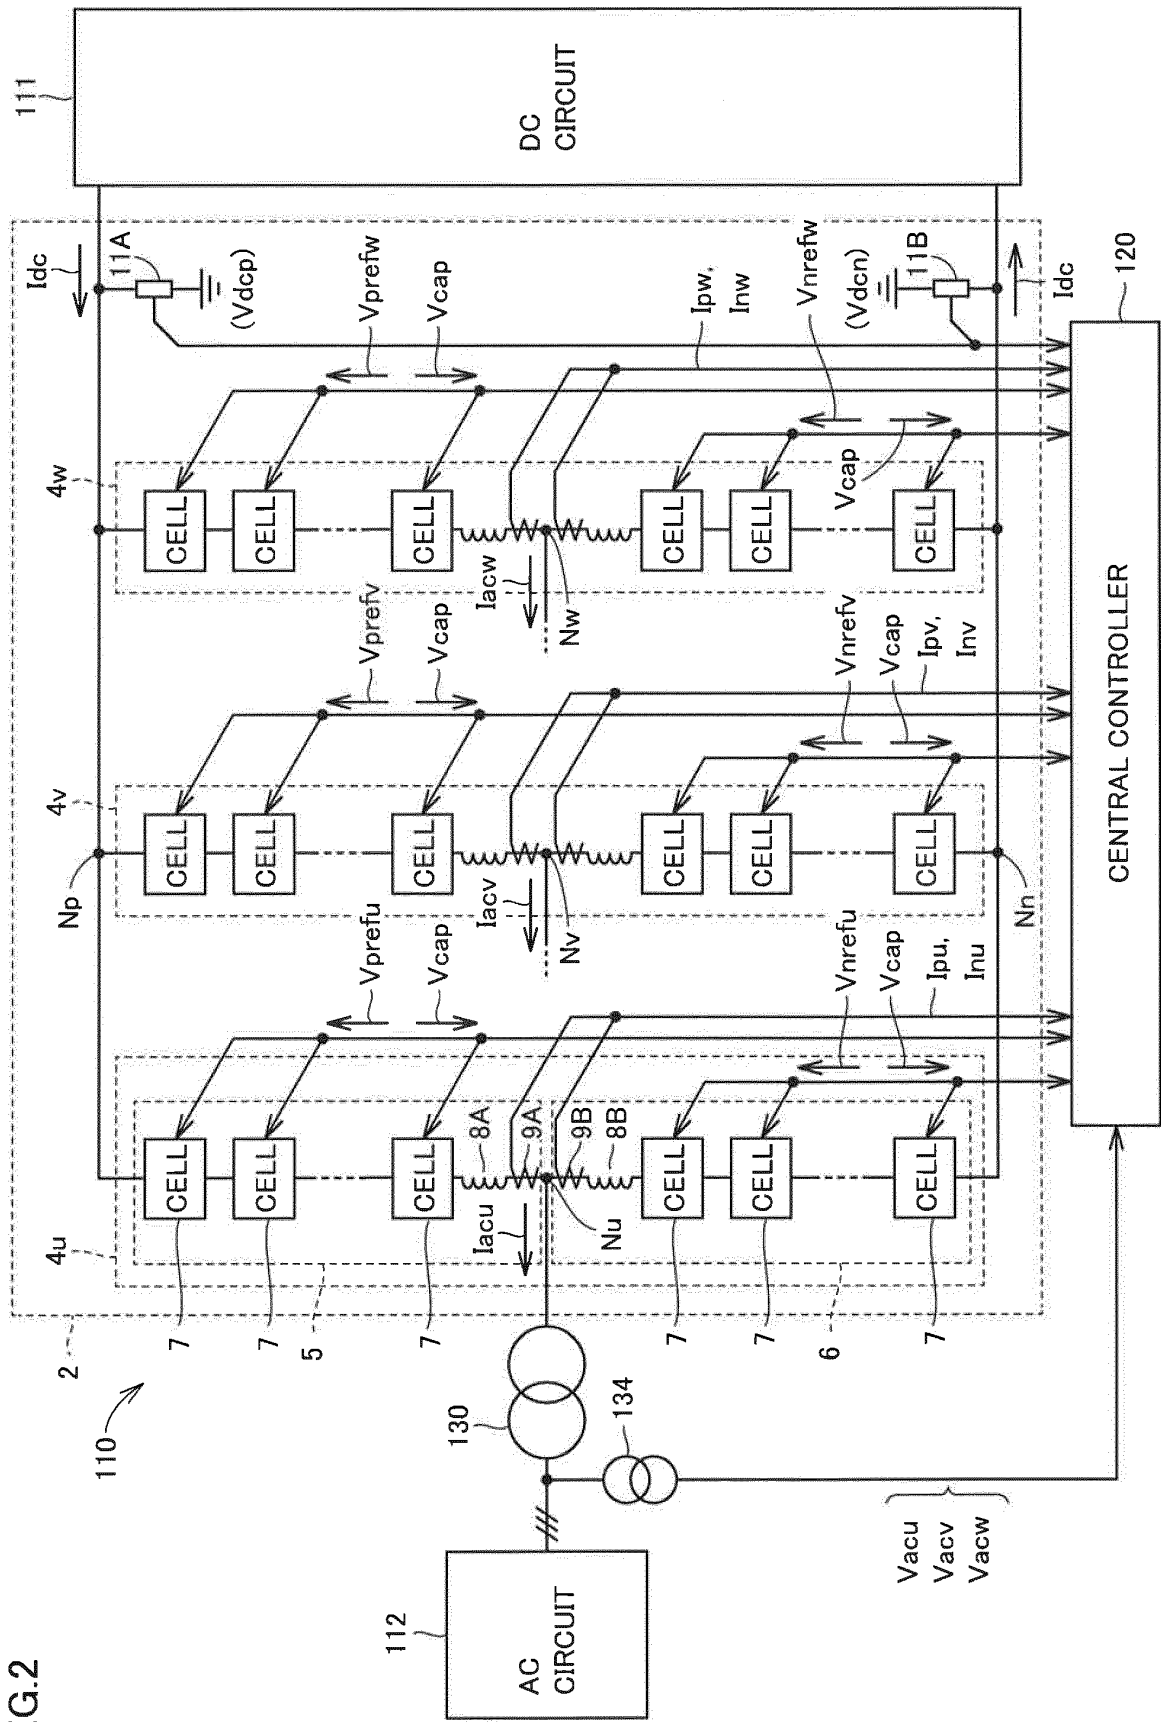 IG.2
110
2
111
DC
CIRCUIT
Idc
11A
(Vdcp)
Vprefw
Vcap
Ipw,
Inw
Vnrefw
(Vdcn)
11B
Idc
120
4w
CELL
CELL
CELL
Iacw
Nw
CELL
CELL
Vcap
CELL
Vprefv
Vcap
Vnrefv
Vcap
Ipv,
Inv
CENTRAL CONTROLLER
Np
4v
CELL
CELL
CELL
Iacv
Nv
CELL
CELL
CELL
Nn
Vprefu
Vcap
Vnrefu
Vcap
Ipu,
Inu
4u
CELL
CELL
CELL
8A
9A
9B
8B
CELL
CELL
CELL
Iacu
Nu
7
7
5
7
7
7
6
7
130
134
112
AC
CIRCUIT
Vacu
Vacv
Vacw